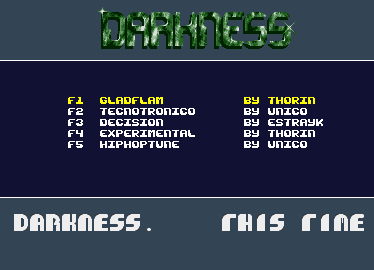 DARKNESS
F1 GLADFLAM BY THORIN
F2 TECNOTRONICO BY UNICO
F3 DECISION BY ESTRAYK
F4 EXPERIMENTAL BY THORIN
F5 HIPHOPTUNE BY UNICO
DARKNESS. THIS TIME